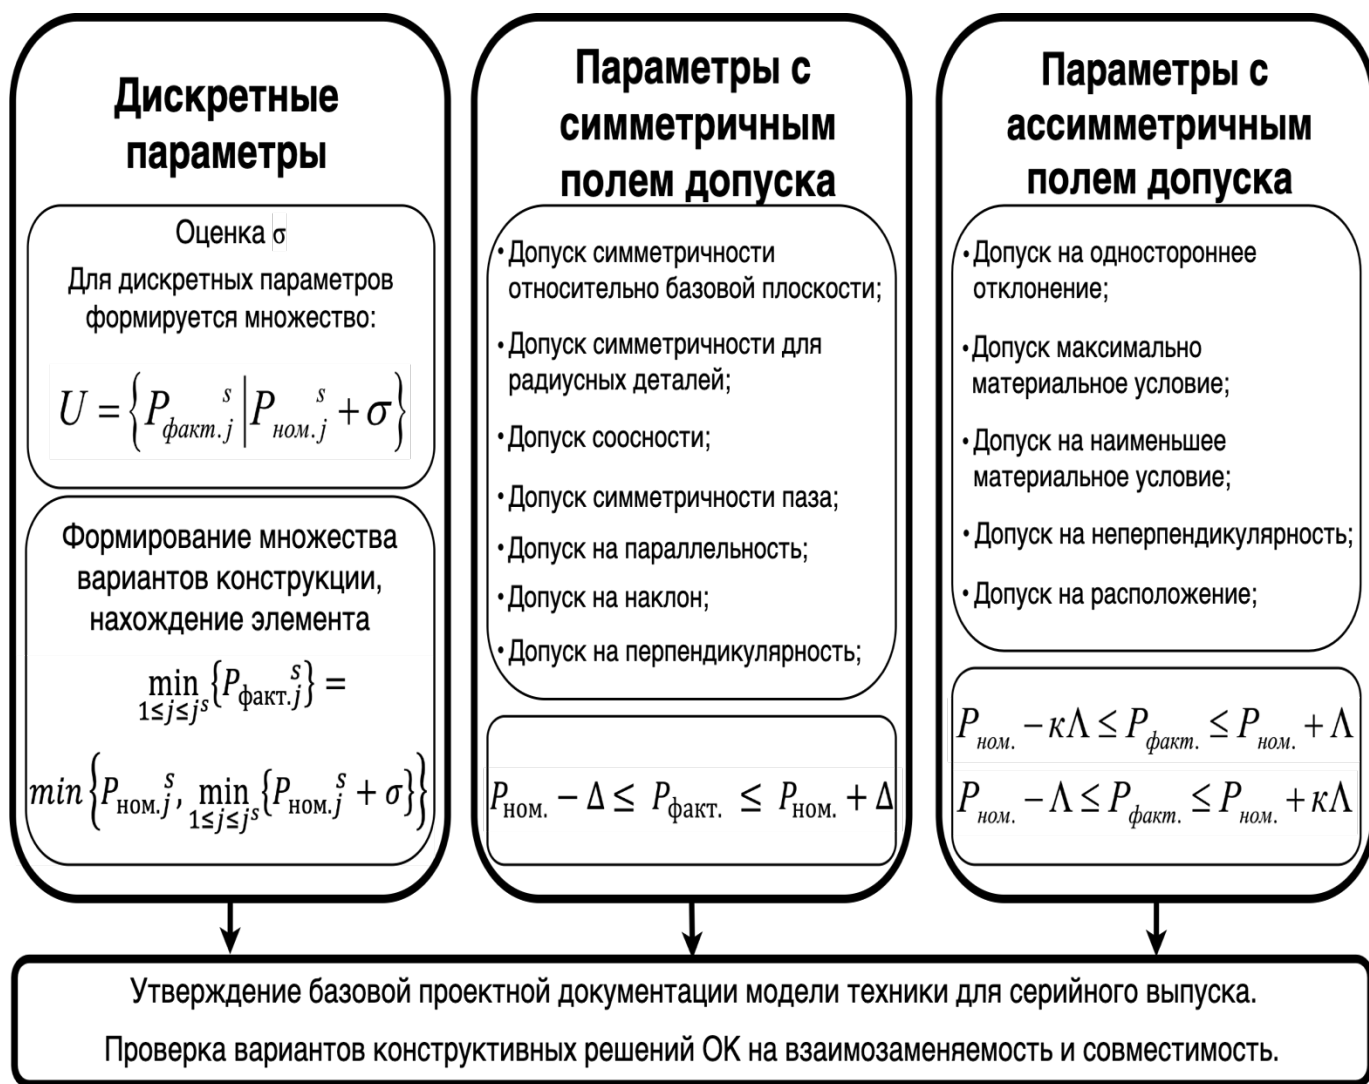 Дискретные
параметры
Оценка σ
Для дискретных параметров
формируется множество:
U = {P_{факт. j}^{s} | P_{ном. j}^{s} + σ}
Формирование множества
вариантов конструкции,
нахождение элемента
min_{1≤j≤j^s} {P_{факт. j}^{s}} =
min {P_{ном. j}^{s}, min_{1≤j≤j^s} {P_{ном. j}^{s} + σ}}
Параметры с
симметричным
полем допуска
• Допуск симметричности
относительно базовой плоскости;
• Допуск симметричности для
радиусных деталей;
• Допуск соосности;
• Допуск симметричности паза;
• Допуск на параллельность;
• Допуск на наклон;
• Допуск на перпендикулярность;
P_{ном.} − Δ ≤ P_{факт.} ≤ P_{ном.} + Δ
Параметры с
ассимметричным
полем допуска
• Допуск на одностороннее
отклонение;
• Допуск максимально
материальное условие;
• Допуск на наименьшее
материальное условие;
• Допуск на неперпендикулярность;
• Допуск на расположение;
P_{ном.} − κΛ ≤ P_{факт.} ≤ P_{ном.} + Λ
P_{ном.} − Λ ≤ P_{факт.} ≤ P_{ном.} + κΛ
Утверждение базовой проектной документации модели техники для серийного выпуска.
Проверка вариантов конструктивных решений ОК на взаимозаменяемость и совместимость.